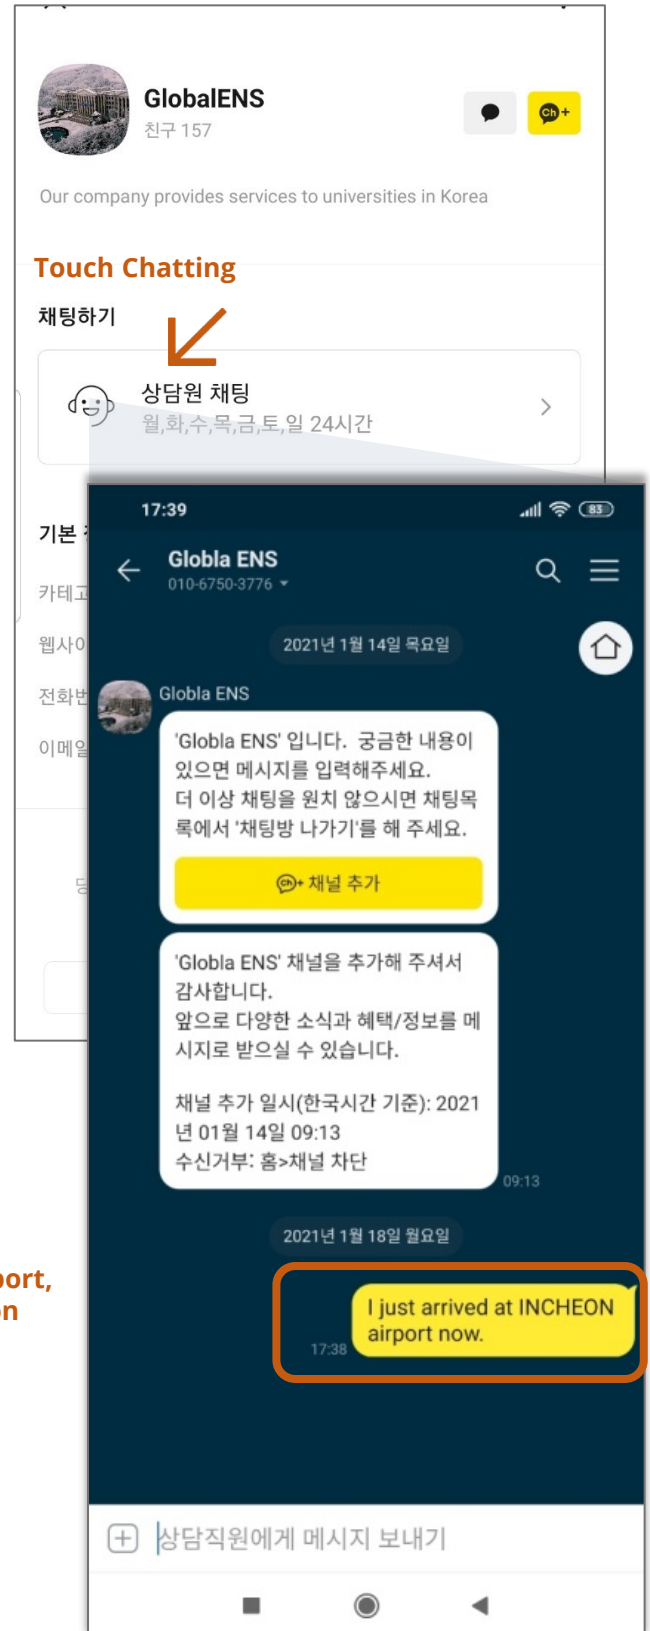 GlobalENS
친구 157
Ch+
Our company provides services to universities in Korea
Touch Chatting
채팅하기
상담원 채팅
월,화,수,목,금,토,일 24시간
기본
전화번
이메일
17:39
83
Globla ENS
010-6750-3776
2021년 1월 14일 목요일
Globla ENS
'Globla ENS' 입니다. 궁금한 내용이
있으면 메시지를 입력해주세요.
더 이상 채팅을 원치 않으시면 채팅목
록에서 '채팅방 나가기'를 해 주세요.
Ch+ 채널 추가
'Globla ENS' 채널을 추가해 주셔서
감사합니다.
앞으로 다양한 소식과 혜택/정보를 메
시지로 받으실 수 있습니다.
채널 추가 일시(한국시간 기준): 2021
년 01월 14일 09:13
수신거부: 홈>채널 차단
09:13
2021년 1월 18일 월요일
port,
on
I just arrived at INCHEON
airport now.
17:38
상담직원에게 메시지 보내기